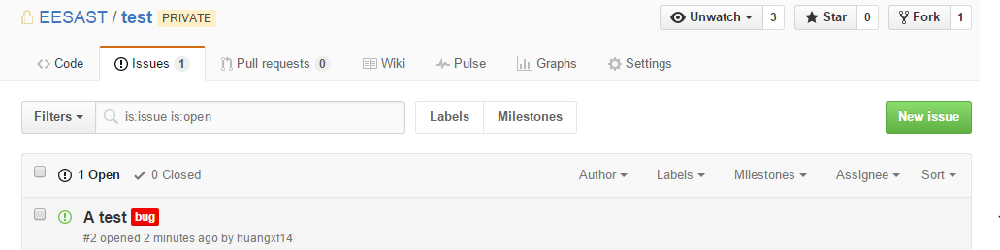 EESAST / test PRIVATE Unwatch 3 Star 0 Fork 1
Code Issues 1 Pull requests 0 Wiki Pulse Graphs Settings
Filters is:issue is:open Labels Milestones New issue
1 Open 0 Closed Author Labels Milestones Assignee Sort
A test bug
#2 opened 2 minutes ago by huangxf14